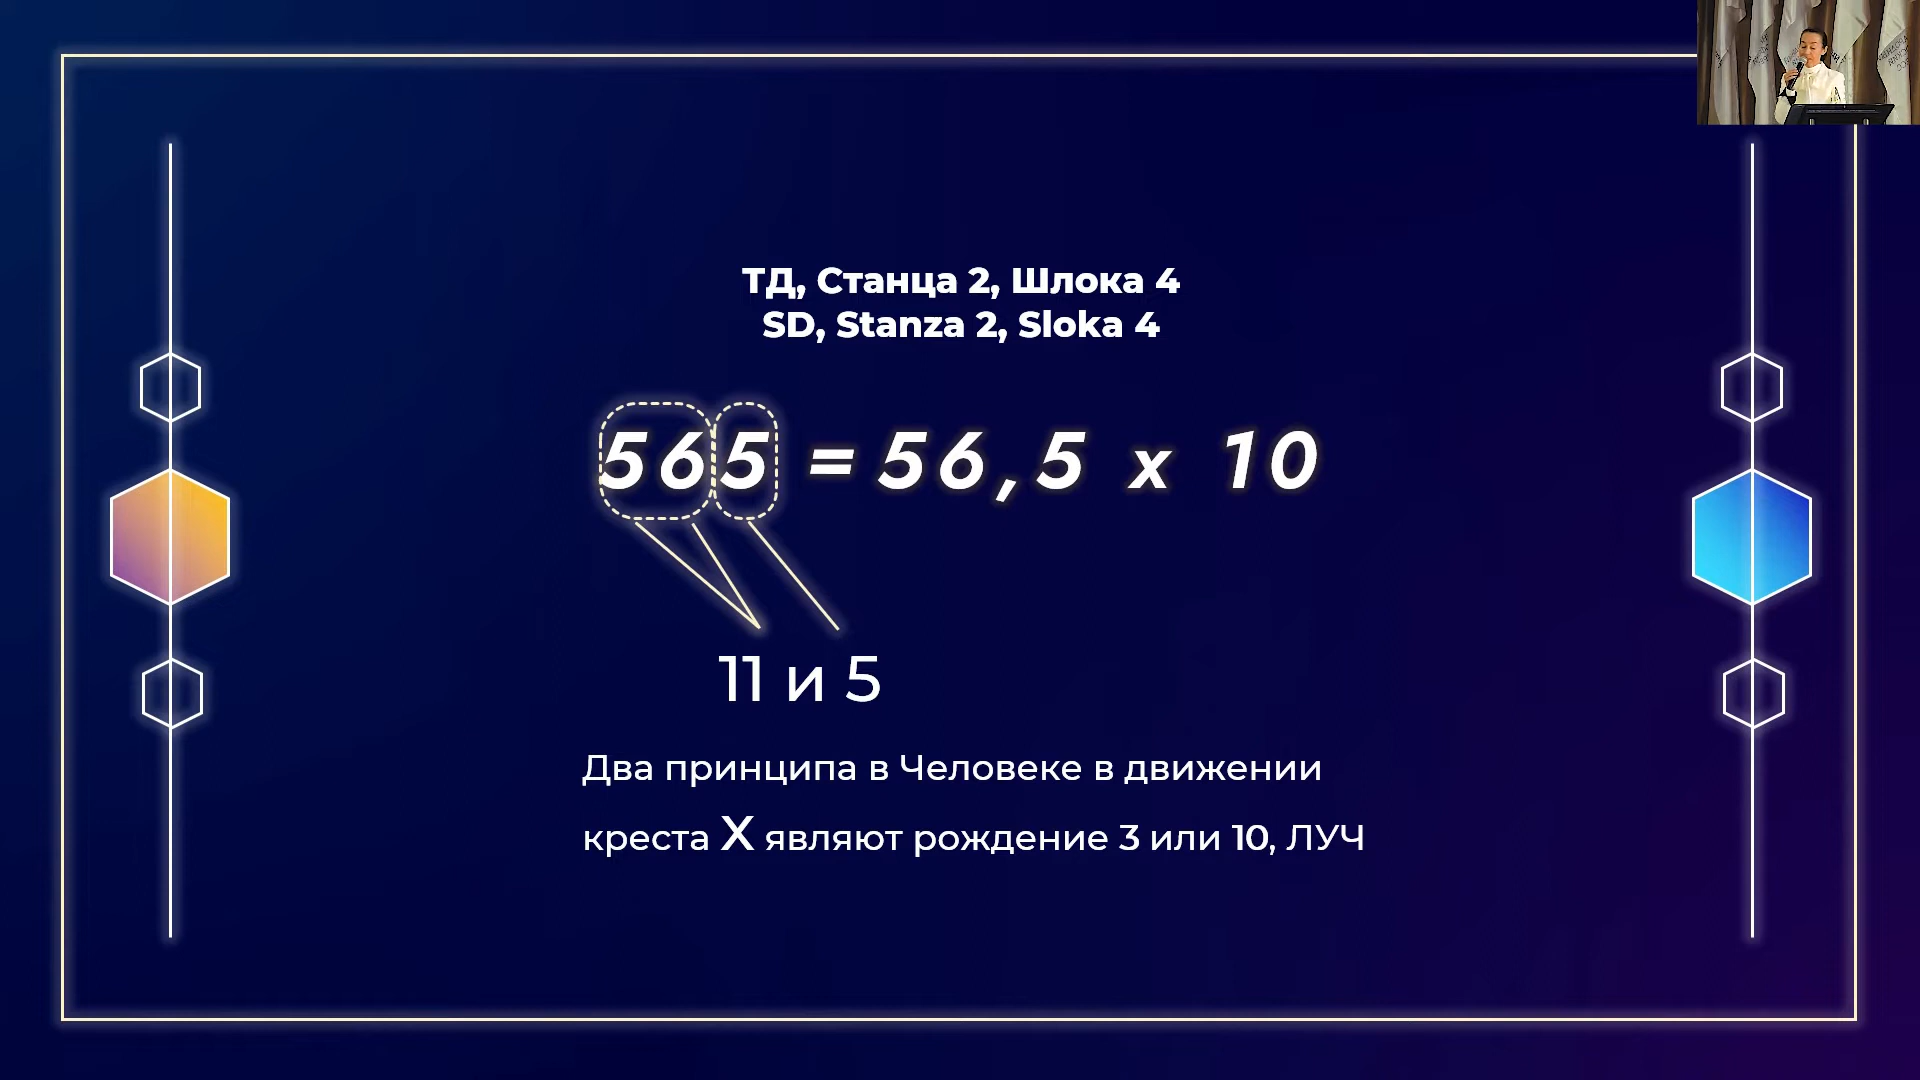 ТД, Станца 2, Шлока 4
SD, Stanza 2, Sloka 4
565 = 56,5 x 10
11 и 5
Два принципа в Человеке в движении
креста X являют рождение 3 или 10, ЛУЧ